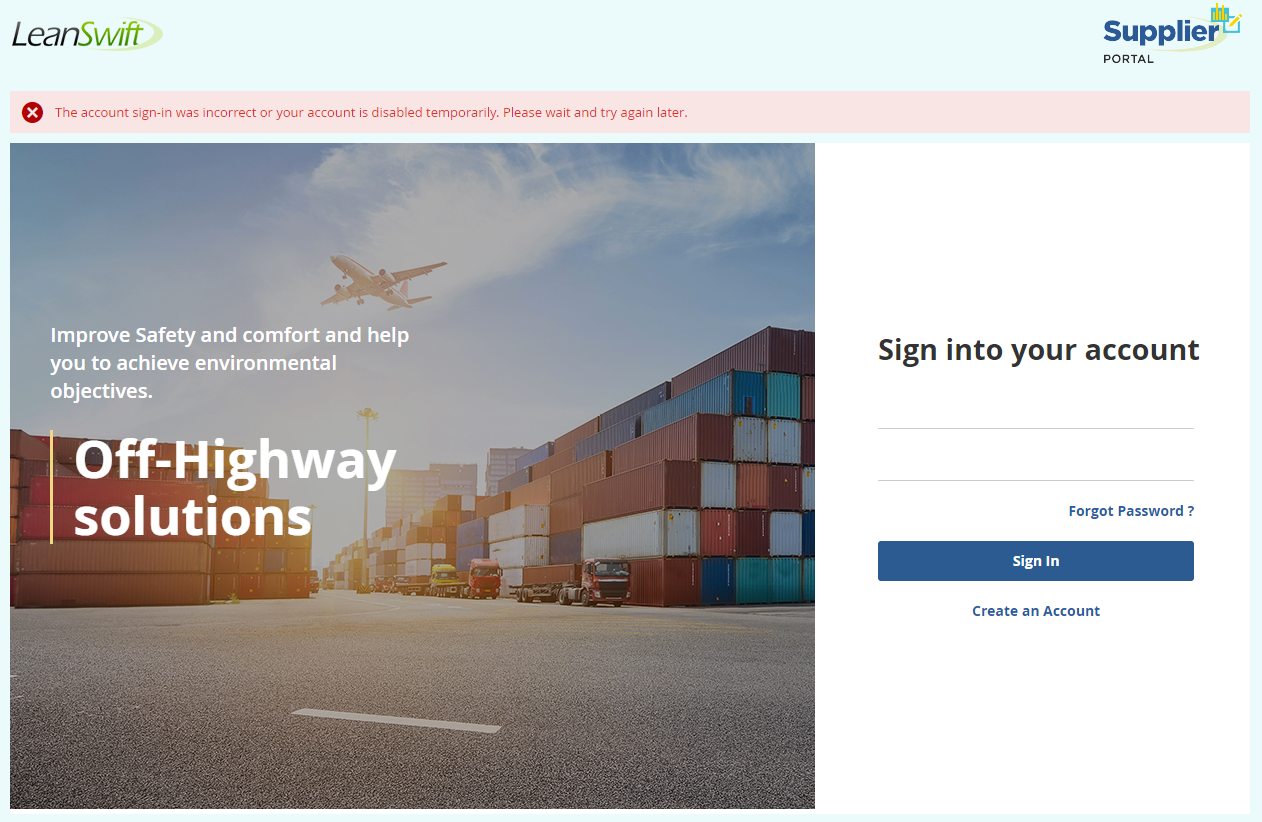 LeanSwift
Supplier
PORTAL
The account sign-in was incorrect or your account is disabled temporarily. Please wait and try again later.
Improve Safety and comfort and help
you to achieve environmental
objectives.
Off-Highway
solutions
Sign into your account
Forgot Password ?
Sign In
Create an Account